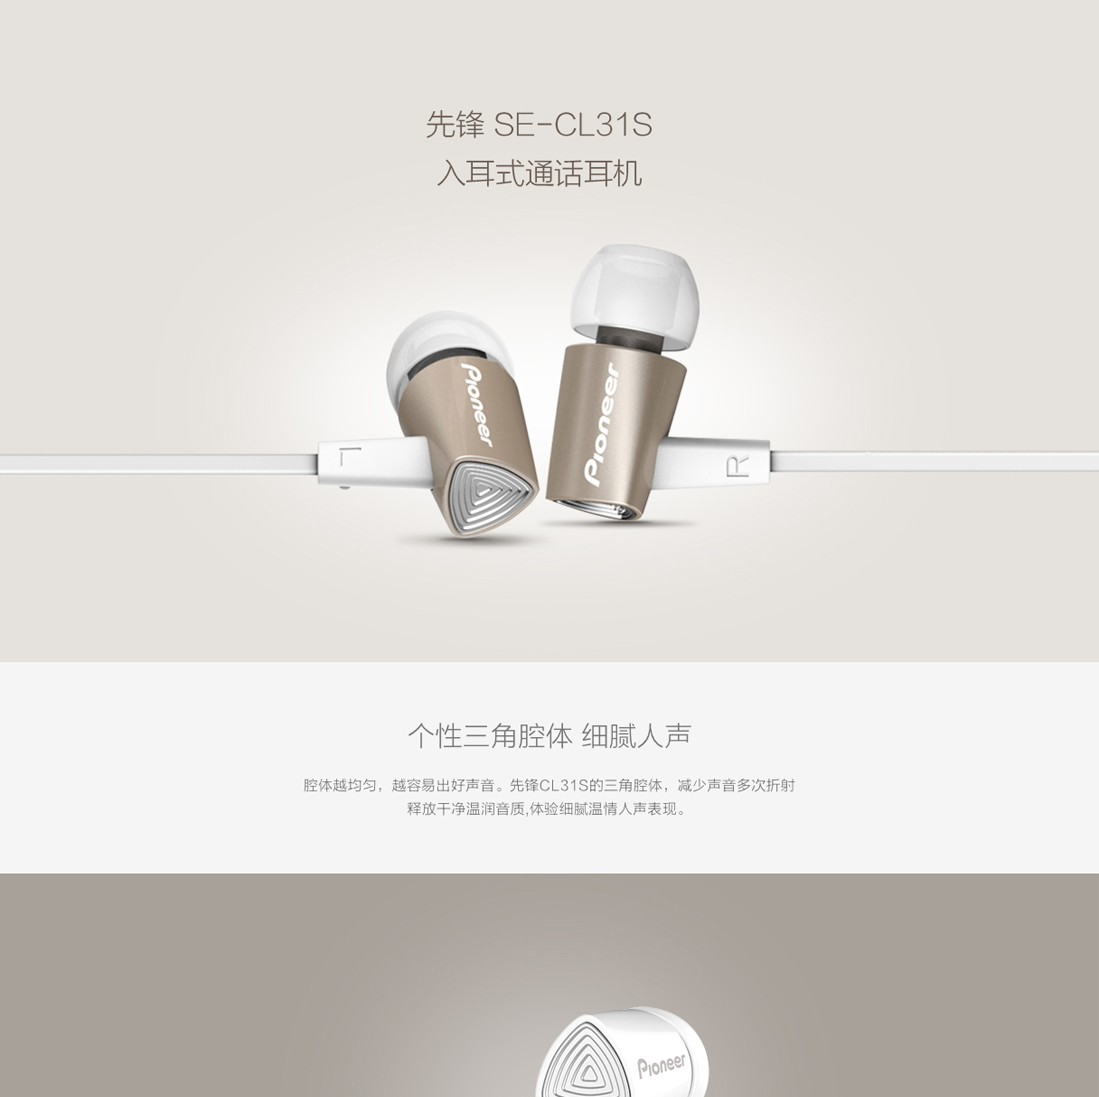 先锋 SE-CL31S
入耳式通话耳机
Pioneer
Pioneer
L
R
个性三角腔体 细腻人声
腔体越均匀，越容易出好声音。先锋CL31S的三角腔体，减少声音多次折射
释放干净温润音质,体验细腻温情人声表现。
Pioneer